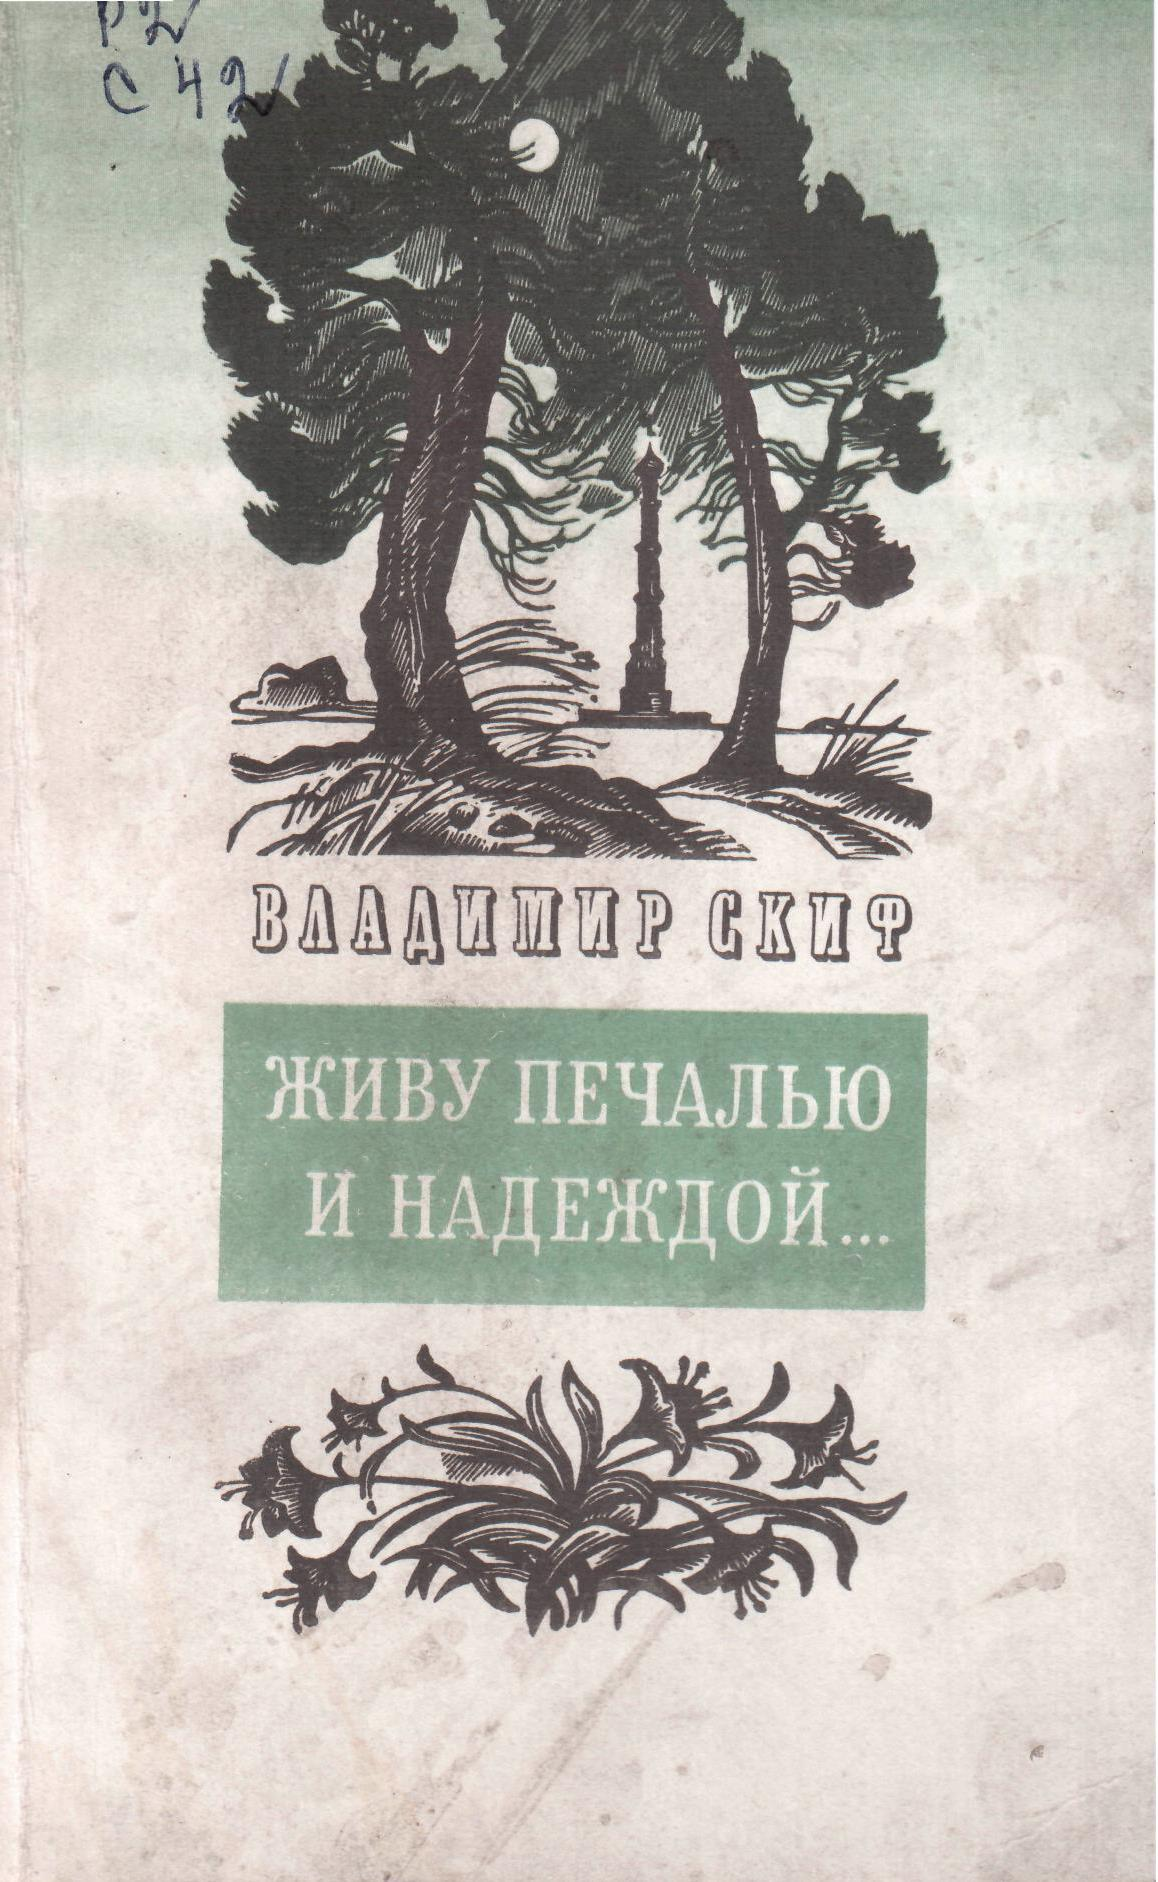 Р2
С 42
ВЛАДИМИР СКИФ
ЖИВУ ПЕЧАЛЬЮ
И НАДЕЖДОЙ...